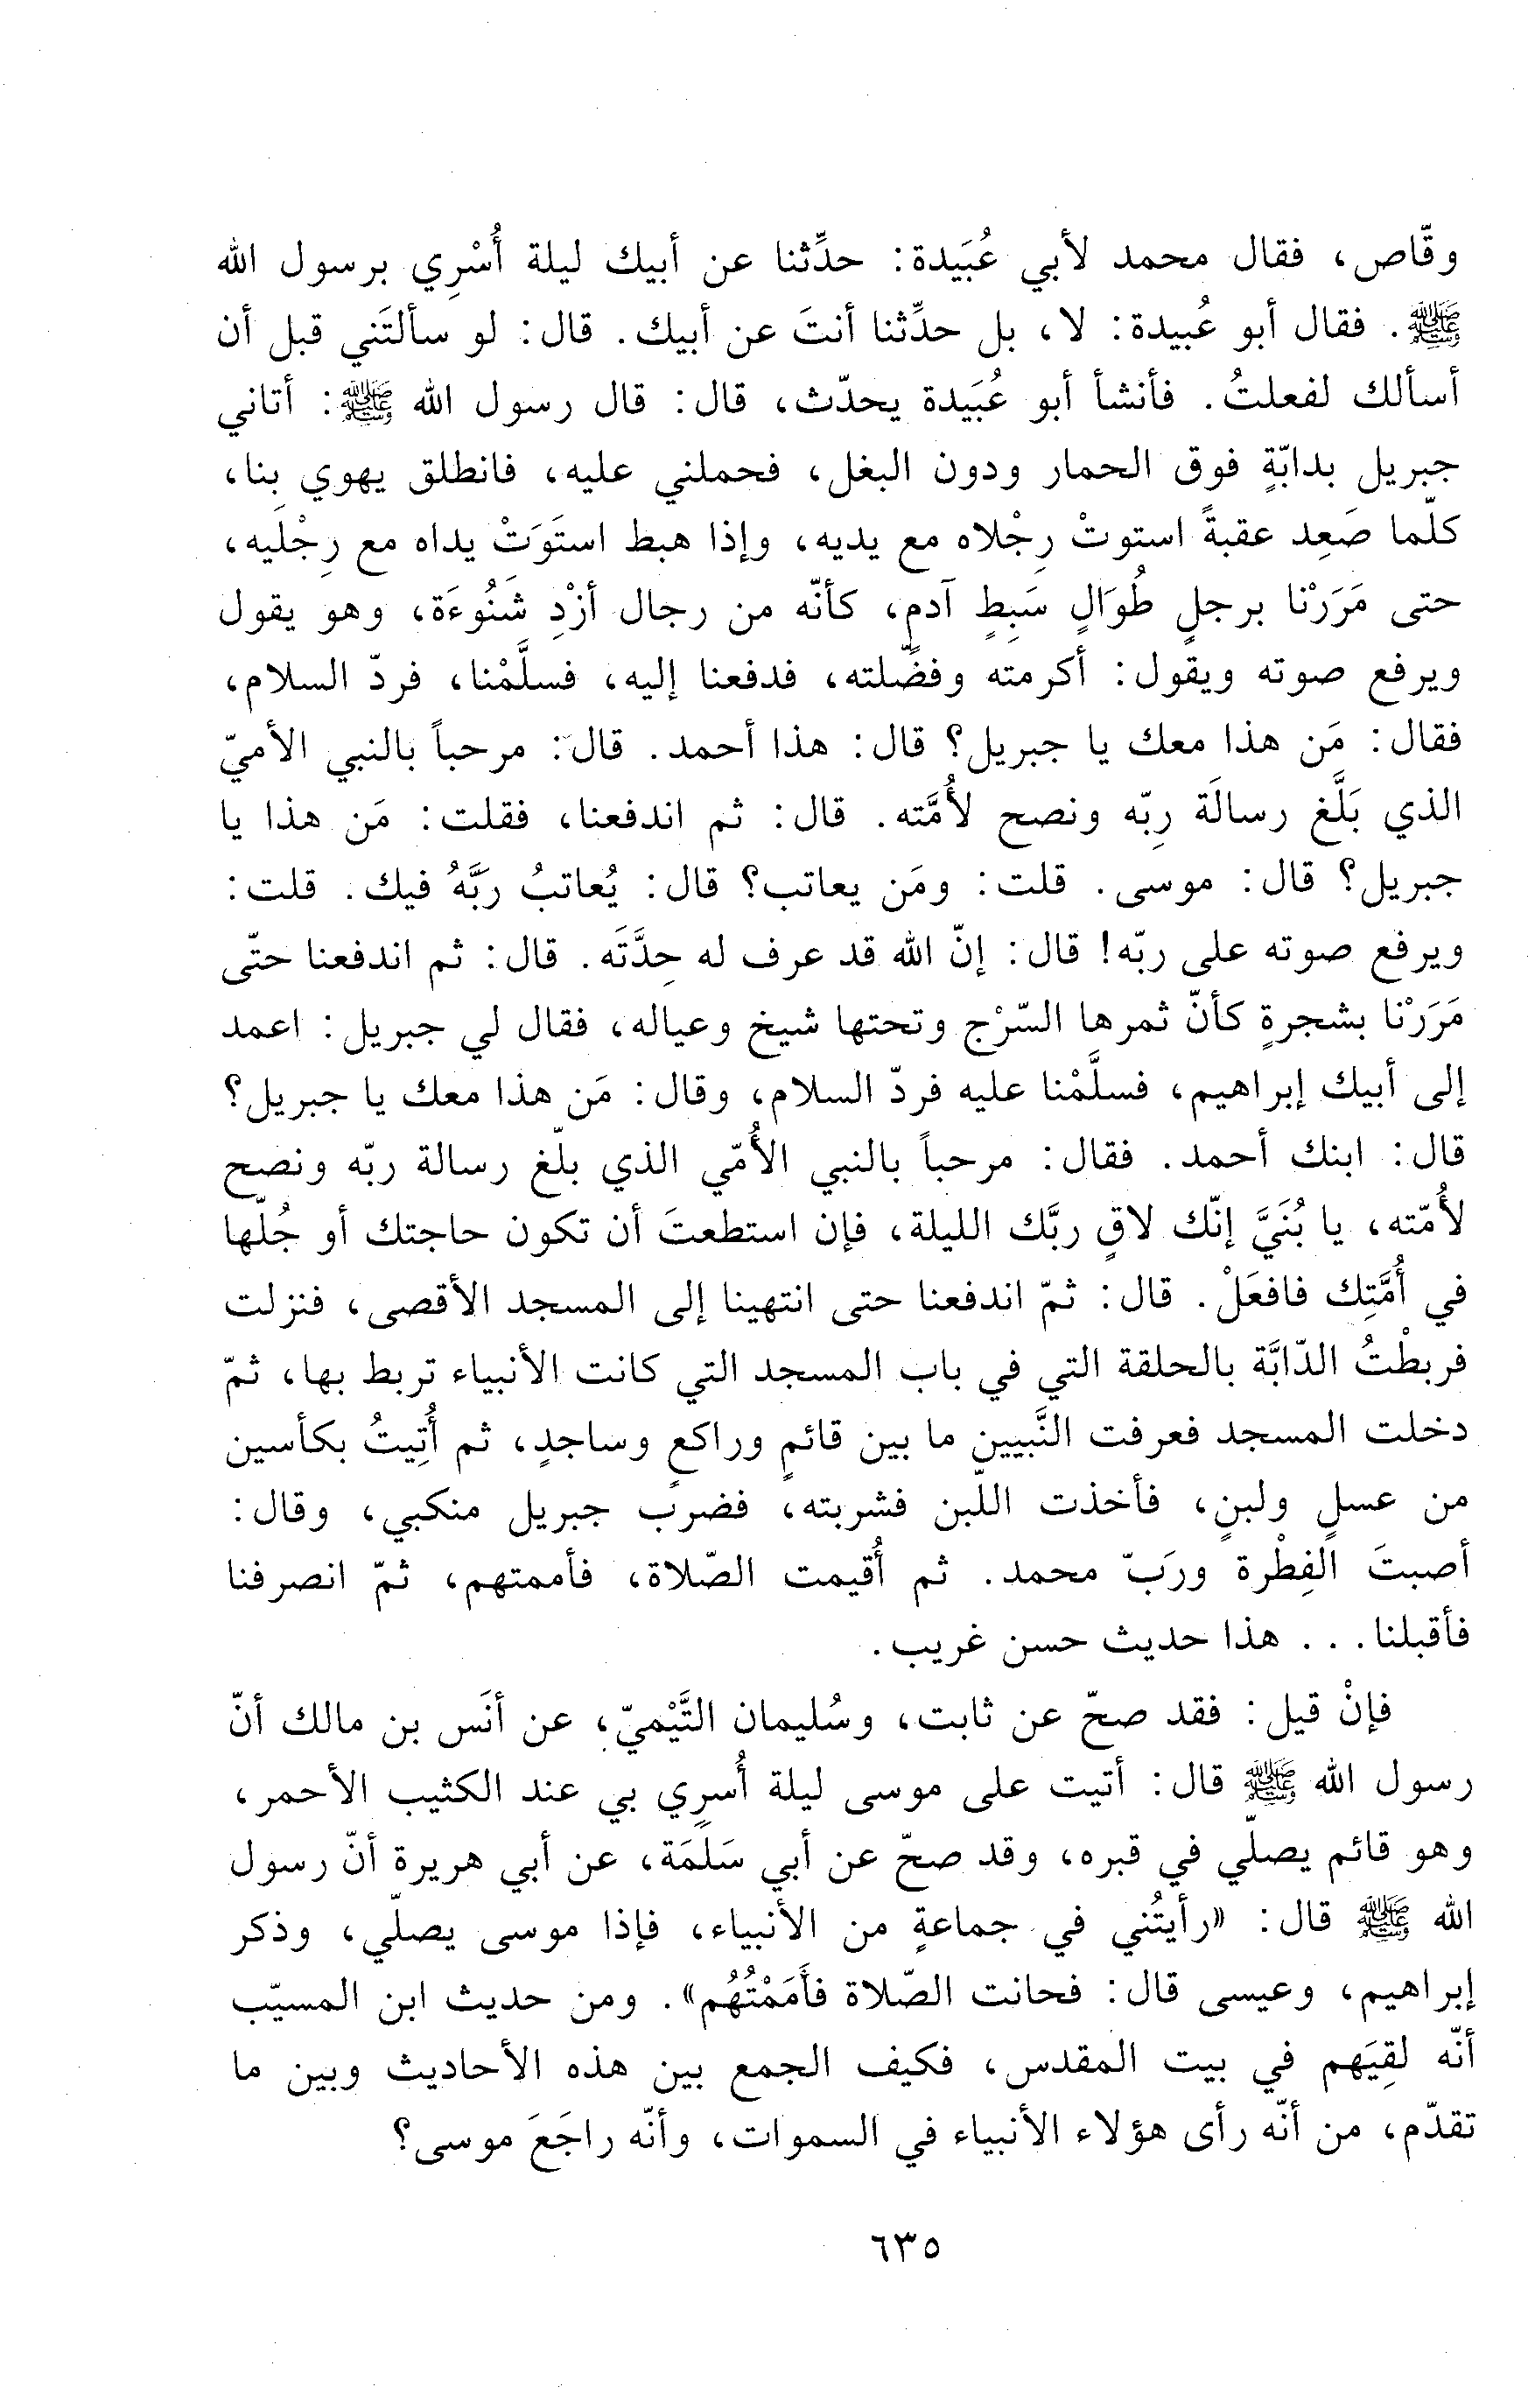 وقّاص، فقال محمد لأبي عُبَيدة: حدِّثنا عن أبيك ليلة أُسْرِي برسول الله
ﷺ. فقال أبو عُبيدة: لا، بل حدِّثنا أنتَ عن أبيك. قال: لو سألتَني قبل أن
أسألك لفعلتُ. فأنشأ أبو عُبَيدة يحدّث، قال: قال رسول الله ﷺ: أتاني
جبريل بدابّةٍ فوق الحمار ودون البغل، فحملني عليه، فانطلق يهوي بِنا،
كلّما صَعِد عقبةً استوتْ رِجْلاه مع يديه، وإذا هبط استَوَتْ يداه مع رِجْليه،
حتى مَرَرْنا برجلٍ طُوَالٍ سَبِطٍ آدم، كأنّه من رجال أزْدِ شَنُوءَة، وهو يقول
ويرفع صوته ويقول: أكرمته وفضّلته، فدفعنا إليه، فسلَّمْنا، فردّ السلام،
فقال: مَن هذا معك يا جبريل؟ قال: هذا أحمد. قال: مرحباً بالنبي الأميّ
الذي بَلَّغ رسالَة رِبّه ونصح لأُمَّته. قال: ثم اندفعنا، فقلت: مَن هذا يا
جبريل؟ قال: موسى. قلت: ومَن يعاتب؟ قال: يُعاتبُ رَبَّهُ فيك. قلت:
ويرفع صوته على ربّه! قال: إنّ الله قد عرف له حِدَّتَه. قال: ثم اندفعنا حتّى
مَرَرْنا بشجرةٍ كأنّ ثمرها السّرْج وتحتها شيخ وعياله، فقال لي جبريل: اعمد
إلى أبيك إبراهيم، فسلَّمْنا عليه فردّ السلام، وقال: مَن هذا معك يا جبريل؟
قال: ابنك أحمد. فقال: مرحباً بالنبي الأُمّي الذي بلّغ رسالة ربّه ونصح
لأُمّته، يا بُنَيَّ إنّك لاقٍ ربَّك الليلة، فإن استطعتَ أن تكون حاجتك أو جُلّها
في أُمَّتِك فافعَلْ. قال: ثمّ اندفعنا حتى انتهينا إلى المسجد الأقصى، فنزلت
فربطْتُ الدّابَّة بالحلقة التي في باب المسجد التي كانت الأنبياء تربط بها، ثمّ
دخلت المسجد فعرفت النَّبيين ما بين قائمٍ وراكعٍ وساجدٍ، ثم أُتِيتُ بكأسين
من عسلٍ ولبنٍ، فأخذت اللّبن فشربته، فضرب جبريل منكبي، وقال:
أصبتَ الفِطْرة ورَبّ محمد. ثم أُقيمت الصّلاة، فأممتهم، ثمّ انصرفنا
فأقبلنا... هذا حديث حسن غريب.
فإنْ قيل: فقد صحّ عن ثابت، وسُليمان التَّيْميّ، عن أنَس بن مالك أنّ
رسول الله ﷺ قال: أتيت على موسى ليلة أُسرِي بي عند الكثيب الأحمر،
وهو قائم يصلّي في قبره، وقد صحّ عن أبي سَلَمَة، عن أبي هريرة أنّ رسول
الله ﷺ قال: «رأيتُني في جماعةٍ من الأنبياء، فإذا موسى يصلّي، وذكر
إبراهيم، وعيسى قال: فحانت الصّلاة فأَمَمْتُهُم». ومن حديث ابن المسيّب
أنّه لقِيَهم في بيت المقدس، فكيف الجمع بين هذه الأحاديث وبين ما
تقدّم، من أنّه رأى هؤلاء الأنبياء في السموات، وأنّه راجَعَ موسى؟
٦٣٥